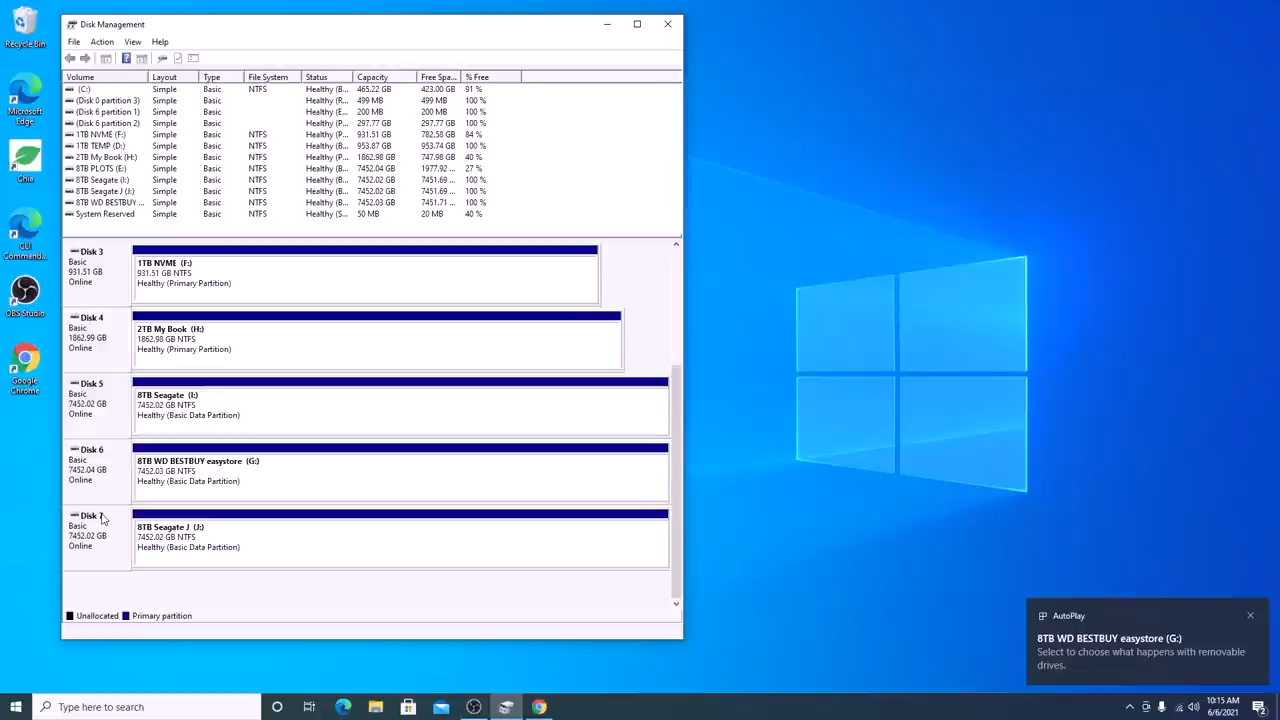 Recycle Bin
Microsoft
Edge
Chia
CLI
Command...
OBS Studio
Google
Chrome
Disk Management
File Action View Help
Volume Layout Type File System Status Capacity Free Spa... % Free
(C:) Simple Basic NTFS Healthy (B... 465.22 GB 423.00 GB 91 %
(Disk 0 partition 3) Simple Basic Healthy (R... 499 MB 499 MB 100 %
(Disk 6 partition 1) Simple Basic Healthy (E... 200 MB 200 MB 100 %
(Disk 6 partition 2) Simple Basic Healthy (P... 297.77 GB 297.77 GB 100 %
1TB NVME (F:) Simple Basic NTFS Healthy (P... 931.51 GB 782.58 GB 84 %
1TB TEMP (D:) Simple Basic NTFS Healthy (B... 953.87 GB 953.74 GB 100 %
2TB My Book (H:) Simple Basic NTFS Healthy (P... 1862.98 GB 747.98 GB 40 %
8TB PLOTS (E:) Simple Basic NTFS Healthy (B... 7452.04 GB 1977.92 ... 27 %
8TB Seagate (I:) Simple Basic NTFS Healthy (B... 7452.02 GB 7451.69 ... 100 %
8TB Seagate J (J:) Simple Basic NTFS Healthy (B... 7452.02 GB 7451.69 ... 100 %
8TB WD BESTBUY ... Simple Basic NTFS Healthy (B... 7452.03 GB 7451.71 ... 100 %
System Reserved Simple Basic NTFS Healthy (S... 50 MB 20 MB 40 %
Disk 3
Basic
931.51 GB
Online
1TB NVME (F:)
931.51 GB NTFS
Healthy (Primary Partition)
Disk 4
Basic
1862.99 GB
Online
2TB My Book (H:)
1862.98 GB NTFS
Healthy (Primary Partition)
Disk 5
Basic
7452.02 GB
Online
8TB Seagate (I:)
7452.02 GB NTFS
Healthy (Basic Data Partition)
Disk 6
Basic
7452.04 GB
Online
8TB WD BESTBUY easystore (G:)
7452.03 GB NTFS
Healthy (Basic Data Partition)
Disk 7
Basic
7452.02 GB
Online
8TB Seagate J (J:)
7452.02 GB NTFS
Healthy (Basic Data Partition)
Unallocated Primary partition
AutoPlay
8TB WD BESTBUY easystore (G:)
Select to choose what happens with removable
drives.
Type here to search
10:15 AM
6/6/2021
2